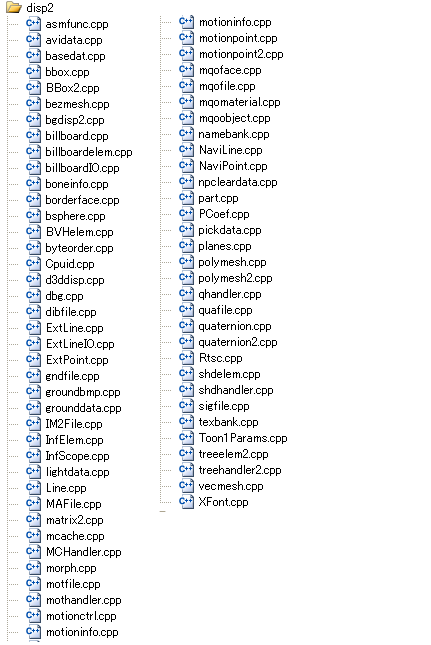 disp2
asmfunc.cpp
avidata.cpp
basedat.cpp
bbox.cpp
BBox2.cpp
bezmesh.cpp
bgdisp2.cpp
billboard.cpp
billboardelem.cpp
billboardIO.cpp
boneinfo.cpp
borderface.cpp
bsphere.cpp
BVHelem.cpp
byteorder.cpp
Cpuid.cpp
d3ddisp.cpp
dbg.cpp
dibfile.cpp
ExtLine.cpp
ExtLineIO.cpp
ExtPoint.cpp
gndfile.cpp
groundbmp.cpp
grounddata.cpp
IM2File.cpp
InfElem.cpp
InfScope.cpp
lightdata.cpp
Line.cpp
MAFile.cpp
matrix2.cpp
mcache.cpp
MCHandler.cpp
morph.cpp
motfile.cpp
mothandler.cpp
motionctrl.cpp
motioninfo.cpp
motioninfo.cpp
motionpoint.cpp
motionpoint2.cpp
mqoface.cpp
mqofile.cpp
mqomaterial.cpp
mqoobject.cpp
namebank.cpp
NaviLine.cpp
NaviPoint.cpp
npcleardata.cpp
part.cpp
PCoef.cpp
pickdata.cpp
planes.cpp
polymesh.cpp
polymesh2.cpp
qhandler.cpp
quafile.cpp
quaternion.cpp
quaternion2.cpp
Rtsc.cpp
shdelem.cpp
shdhandler.cpp
sigfile.cpp
texbank.cpp
Toon1Params.cpp
treeelem2.cpp
treehandler2.cpp
vecmesh.cpp
XFont.cpp